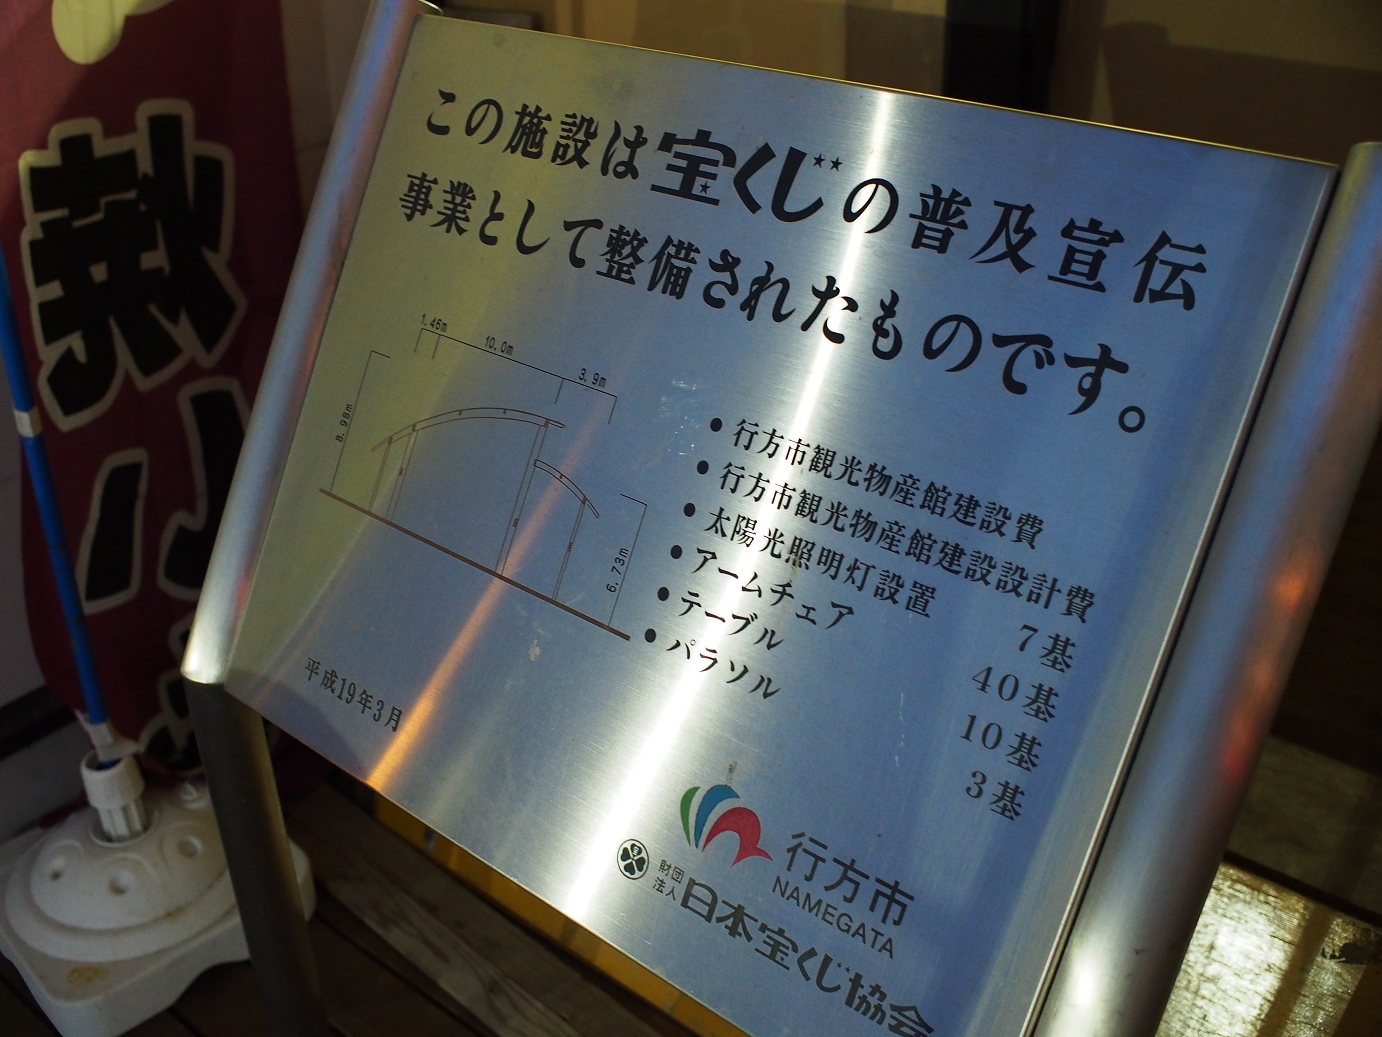 この施設は宝くじの普及宣伝
事業として整備されたものです。
1.46m
10.0m
3.9m
8.98m
6.73m
・行方市観光物産館建設費
・行方市観光物産館建設設計費
・太陽光照明灯設置 7基
・アームチェア 40基
・テーブル 10基
・パラソル 3基
平成19年3月
行方市
NAMEGATA
財団法人 日本宝くじ協会